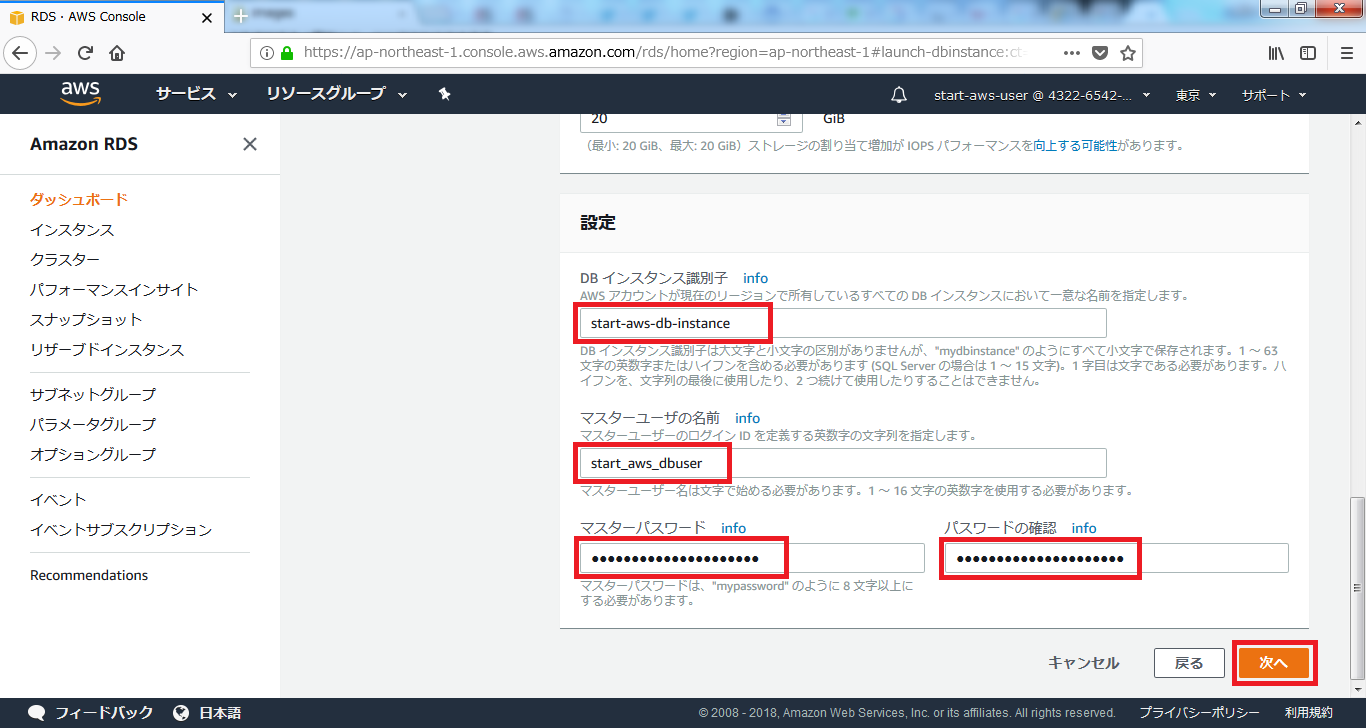 RDS · AWS Console
https://ap-northeast-1.console.aws.amazon.com/rds/home?region=ap-northeast-1#launch-dbinstance:ct
aws
サービス
リソースグループ
start-aws-user @ 4322-6542-...
東京
サポート
Amazon RDS
ダッシュボード
インスタンス
クラスター
パフォーマンスインサイト
スナップショット
リザーブドインスタンス
サブネットグループ
パラメータグループ
オプショングループ
イベント
イベントサブスクリプション
Recommendations
20 GiB
（最小: 20 GiB、最大: 20 GiB）ストレージの割り当て増加が IOPS パフォーマンスを向上する可能性があります。
設定
DB インスタンス識別子 info
AWS アカウントが現在のリージョンで所有しているすべての DB インスタンスにおいて一意な名前を指定します。
start-aws-db-instance
DB インスタンス識別子は大文字と小文字の区別がありませんが、"mydbinstance" のようにすべて小文字で保存されます。1 ～ 63
文字の英数字またはハイフンを含める必要があります (SQL Server の場合は 1 ～ 15 文字)。1 字目は文字である必要があります。ハ
イフンを、文字列の最後に使用したり、2 つ続けて使用したりすることはできません。
マスターユーザの名前 info
マスターユーザーのログイン ID を定義する英数字の文字列を指定します。
start_aws_dbuser
マスターユーザー名は文字で始める必要があります。1 ～ 16 文字の英数字を使用する必要があります。
マスターパスワード info
パスワードの確認 info
●●●●●●●●●●●●●●●●●●●●●
●●●●●●●●●●●●●●●●●●●●●
マスターパスワードは、"mypassword" のように 8 文字以上に
する必要があります。
キャンセル
戻る
次へ
フィードバック
日本語
© 2008 - 2018, Amazon Web Services, Inc. or its affiliates. All rights reserved.
プライバシーポリシー
利用規約